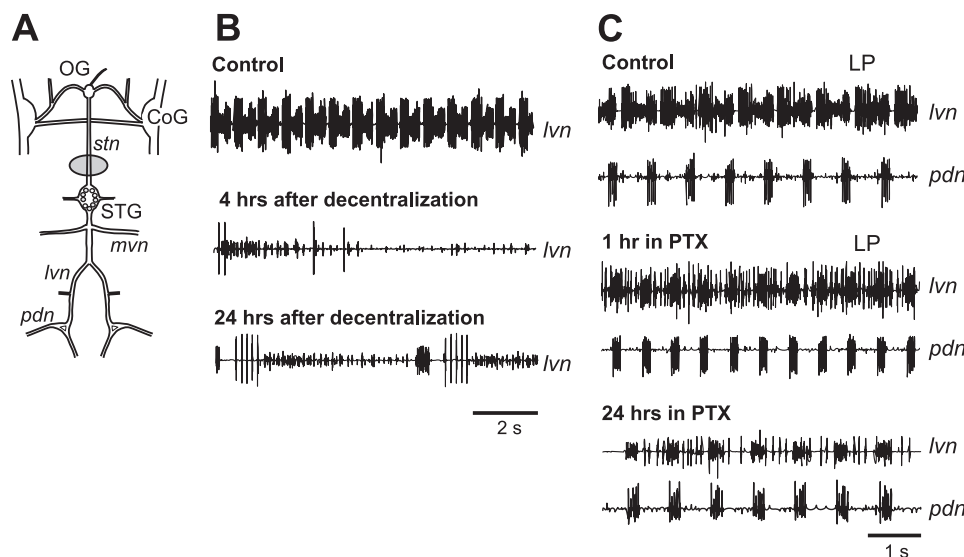 A
OG
CoG
stn
STG
mvn
lvn
pdn
B
Control
lvn
4 hrs after decentralization
lvn
24 hrs after decentralization
lvn
2 s
C
Control
LP
lvn
pdn
1 hr in PTX
LP
lvn
pdn
24 hrs in PTX
lvn
pdn
1 s